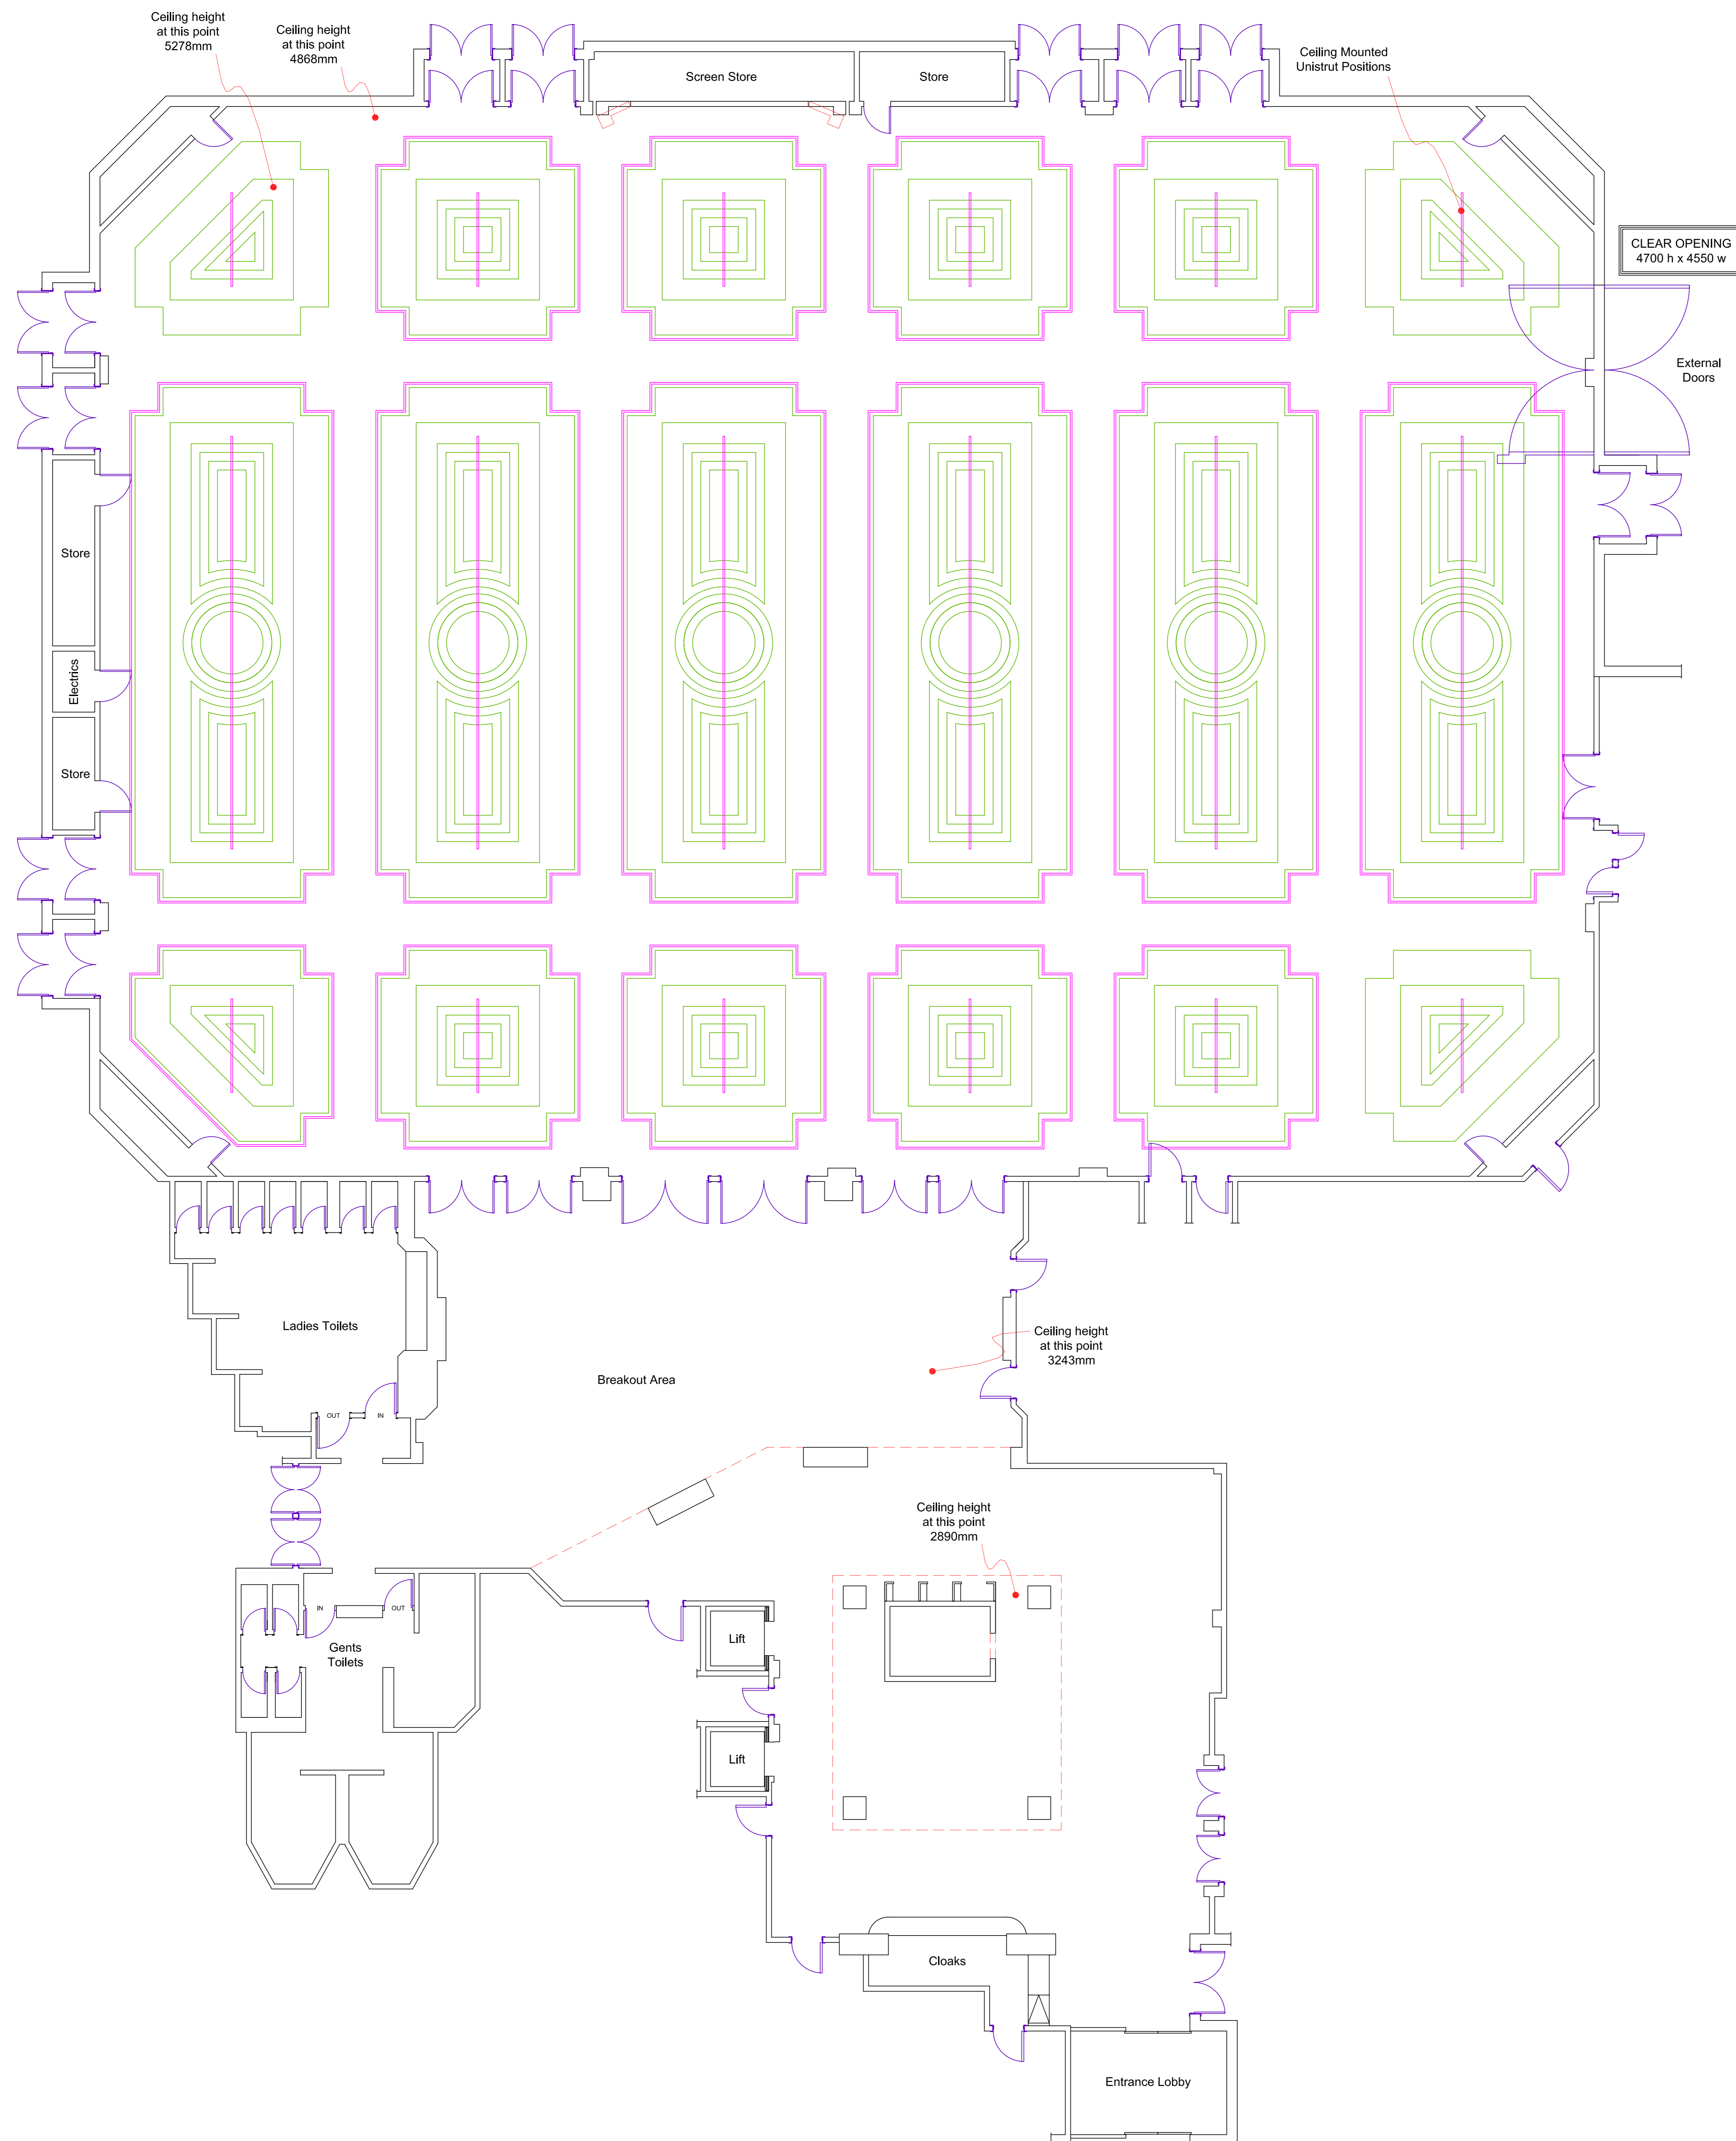 Ceiling height
at this point
5278mm
Ceiling height
at this point
4868mm
Screen Store
Store
Ceiling Mounted
Unistrut Positions
CLEAR OPENING
4700 h x 4550 w
External
Doors
Store
Electrics
Store
Ladies Toilets
Ceiling height
at this point
3243mm
Breakout Area
OUT
IN
Ceiling height
at this point
2890mm
IN
OUT
Gents
Toilets
Lift
Lift
Cloaks
Entrance Lobby